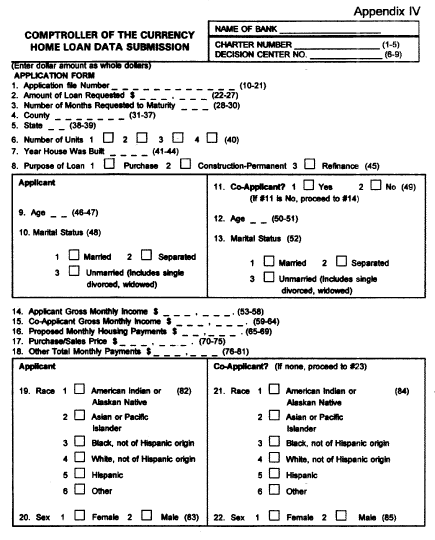 Appendix IV
COMPTROLLER OF THE CURRENCY
HOME LOAN DATA SUBMISSION
NAME OF BANK
CHARTER NUMBER (1-5)
DECISION CENTER NO. (6-9)
(Enter dollar amount as whole dollars)
APPLICATION FORM
1. Application file Number _ _ _ _ _ _ _ _ _ _ _ _ (10-21)
2. Amount of Loan Requested $ _ _ _ , _ _ _ (22-27)
3. Number of Months Requested to Maturity _ _ _ (28-30)
4. County _ _ _ _ _ _ _ (31-37)
5. State _ _ (38-39)
6. Number of Units 1 ☐ 2 ☐ 3 ☐ 4 ☐ (40)
7. Year House Was Built _ _ _ _ (41-44)
8. Purpose of Loan 1 ☐ Purchase 2 ☐ Construction-Permanent 3 ☐ Refinance (45)
Applicant
9. Age _ _ (46-47)
10. Marital Status (48)
1 ☐ Married 2 ☐ Separated
3 ☐ Unmarried (Includes single
divorced, widowed)
11. Co-Applicant? 1 ☐ Yes 2 ☐ No (49)
(If #11 is No, proceed to #14)
12. Age _ _ (50-51)
13. Marital Status (52)
1 ☐ Married 2 ☐ Separated
3 ☐ Unmarried (Includes single
divorced, widowed)
14. Applicant Gross Monthly Income $ _ _ _ , _ _ _ (53-58)
15. Co-Applicant Gross Monthly Income $ _ _ _ , _ _ _ (59-64)
16. Proposed Monthly Housing Payments $ _ _ , _ _ _ (65-69)
17. Purchase/Sales Price $ _ _ _ , _ _ _ (70-75)
18. Other Total Monthly Payments $ _ _ _ , _ _ _ (76-81)
Applicant
19. Race 1 ☐ American Indian or (82)
Alaskan Native
2 ☐ Asian or Pacific
Islander
3 ☐ Black, not of Hispanic origin
4 ☐ White, not of Hispanic origin
5 ☐ Hispanic
6 ☐ Other
20. Sex 1 ☐ Female 2 ☐ Male (83)
Co-Applicant? (If none, proceed to #23)
21. Race 1 ☐ American Indian or (84)
Alaskan Native
2 ☐ Asian or Pacific
Islander
3 ☐ Black, not of Hispanic origin
4 ☐ White, not of Hispanic origin
5 ☐ Hispanic
6 ☐ Other
22. Sex 1 ☐ Female 2 ☐ Male (85)